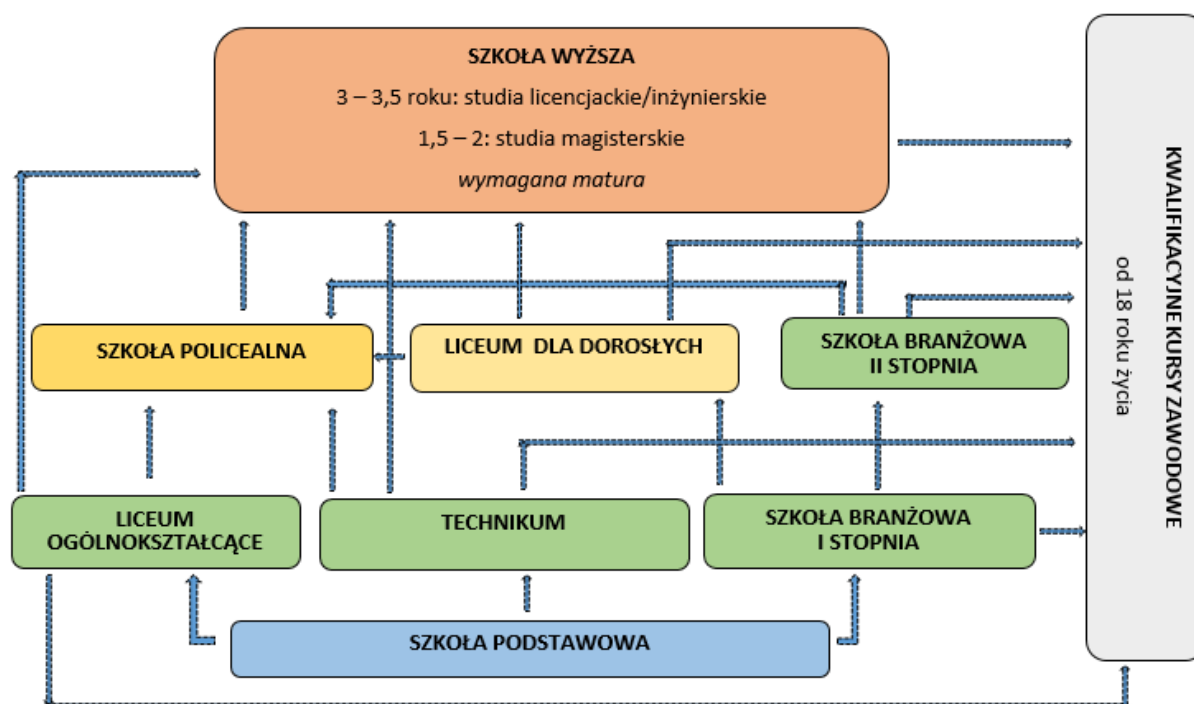 SZKOŁA WYŻSZA
3 – 3,5 roku: studia licencjackie/inżynierskie
1,5 – 2: studia magisterskie
wymagana matura
SZKOŁA POLICEALNA
LICEUM DLA DOROSŁYCH
SZKOŁA BRANŻOWA
II STOPNIA
LICEUM
OGÓLNOKSZTAŁCĄCE
TECHNIKUM
SZKOŁA BRANŻOWA
I STOPNIA
SZKOŁA PODSTAWOWA
KWALIFIKACYJNE KURSY ZAWODOWE
od 18 roku życia